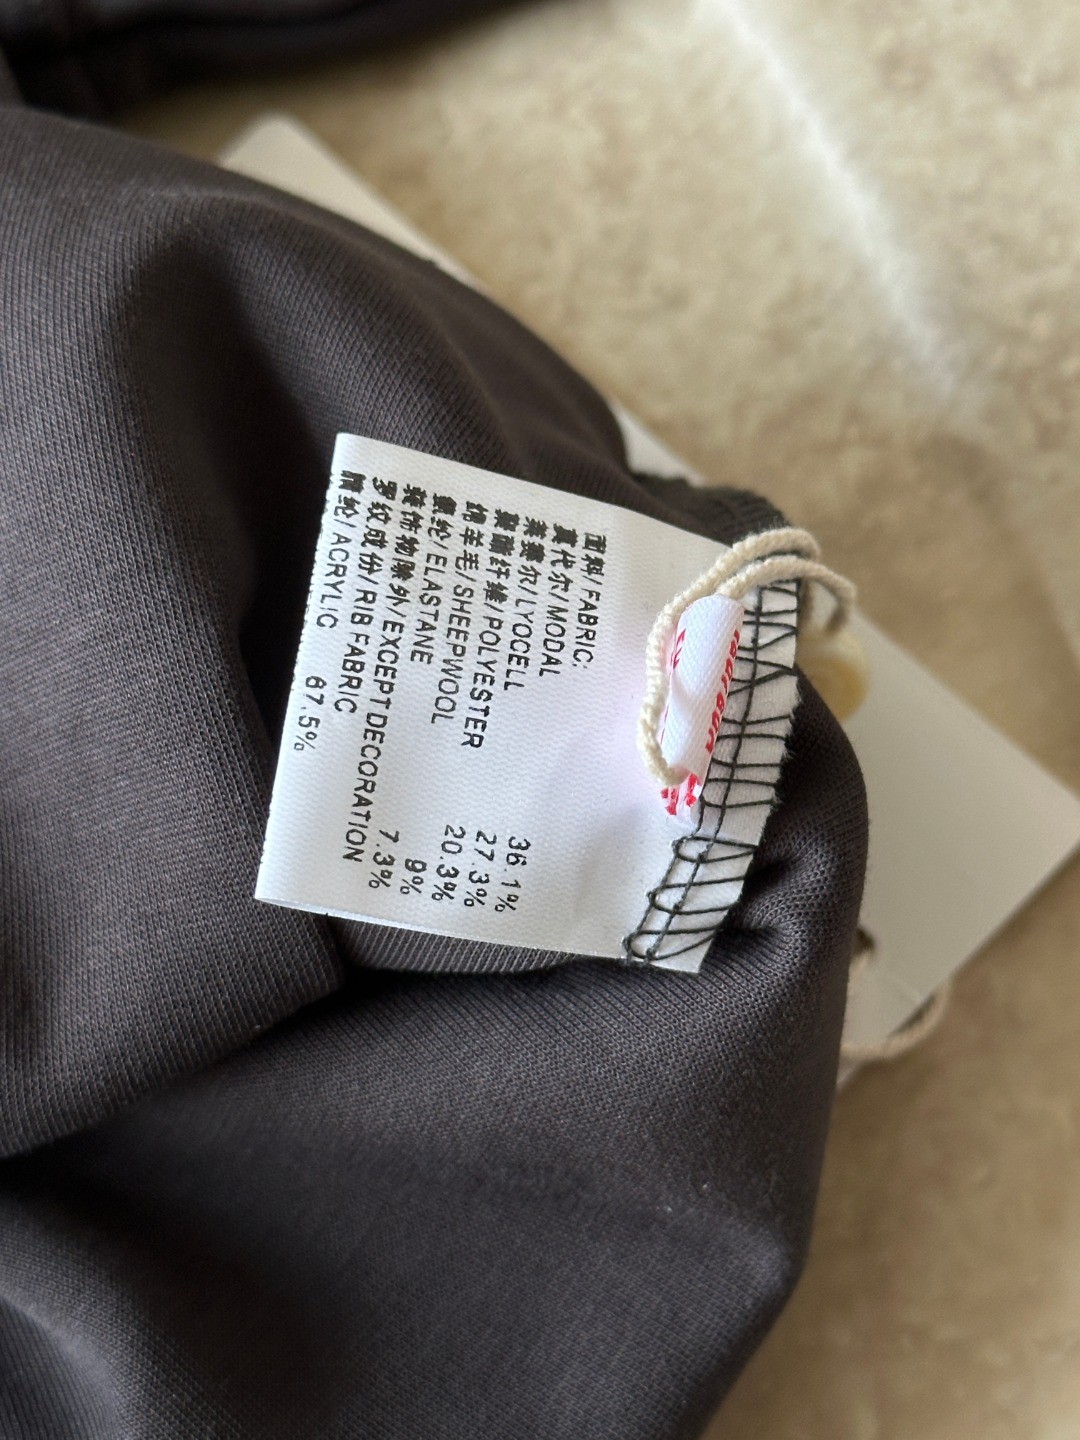 面料/FABRIC:
莫代尔/MODAL 36.1%
莱赛尔/LYOCELL 27.3%
聚酯纤维/POLYESTER 20.3%
绵羊毛/SHEEPWOOL 9%
氨纶/ELASTANE 7.3%
装饰物除外/EXCEPT DECORATION
罗纹成份/RIB FABRIC
腈纶/ACRYLIC 67.5%